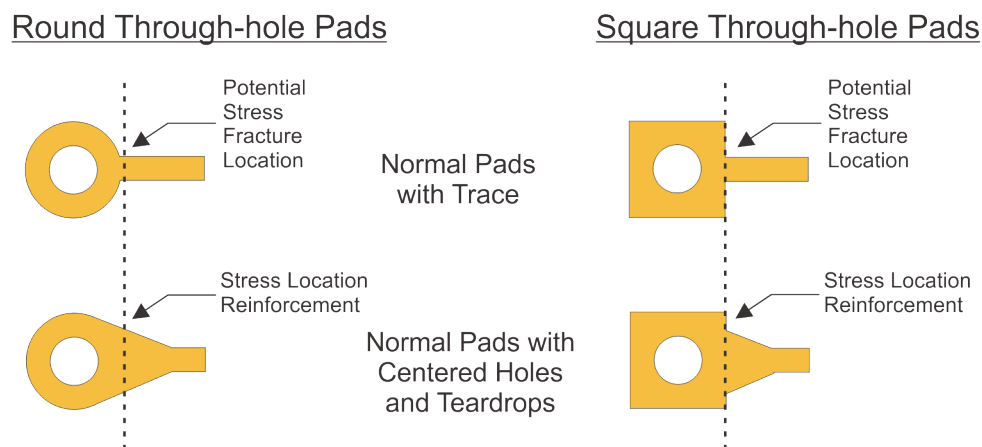 Round Through-hole Pads
Square Through-hole Pads
Potential
Stress
Fracture
Location
Potential
Stress
Fracture
Location
Normal Pads
with Trace
Stress Location
Reinforcement
Stress Location
Reinforcement
Normal Pads with
Centered Holes
and Teardrops